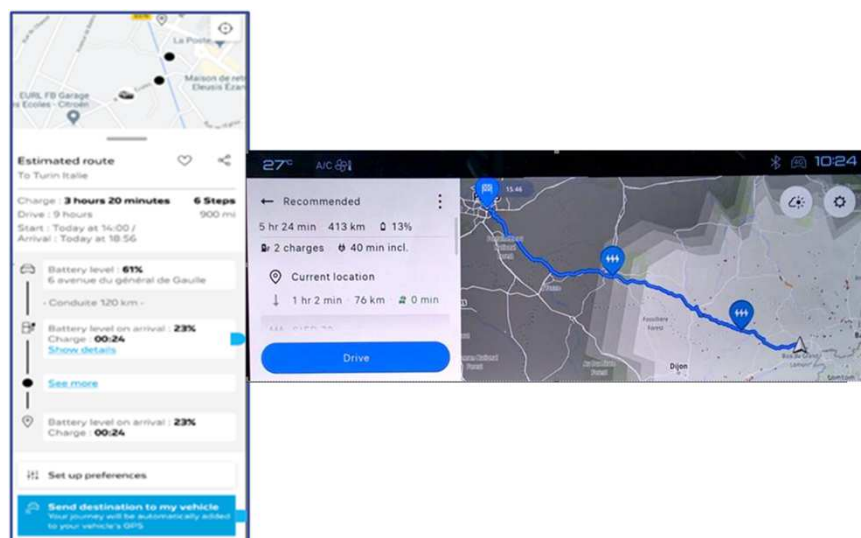 La Poste
Maison de
Eleusis Ézan
EURL FB Garage
Ecoles - Citroën
Estimated route
To Turin Italie
Charge : 3 hours 20 minutes 6 Steps
Drive : 9 hours 900 mi
Start : Today at 14:00 /
Arrival : Today at 18:56
Battery level : 61%
6 avenue du général de Gaulle
- Conduite 120 km -
Battery level on arrival : 23%
Charge : 00:24
Show details
See more
Battery level on arrival : 23%
Charge : 00:24
Set up preferences
Send destination to my vehicle
Your journey will be automatically added
to your vehicle's GPS
27°C A/C 4G 10:24
← Recommended
5 hr 24 min · 413 km 13%
2 charges 40 min incl.
Current location
↓ 1 hr 2 min · 76 km 0 min
Drive
15:46
Forest
Dijon